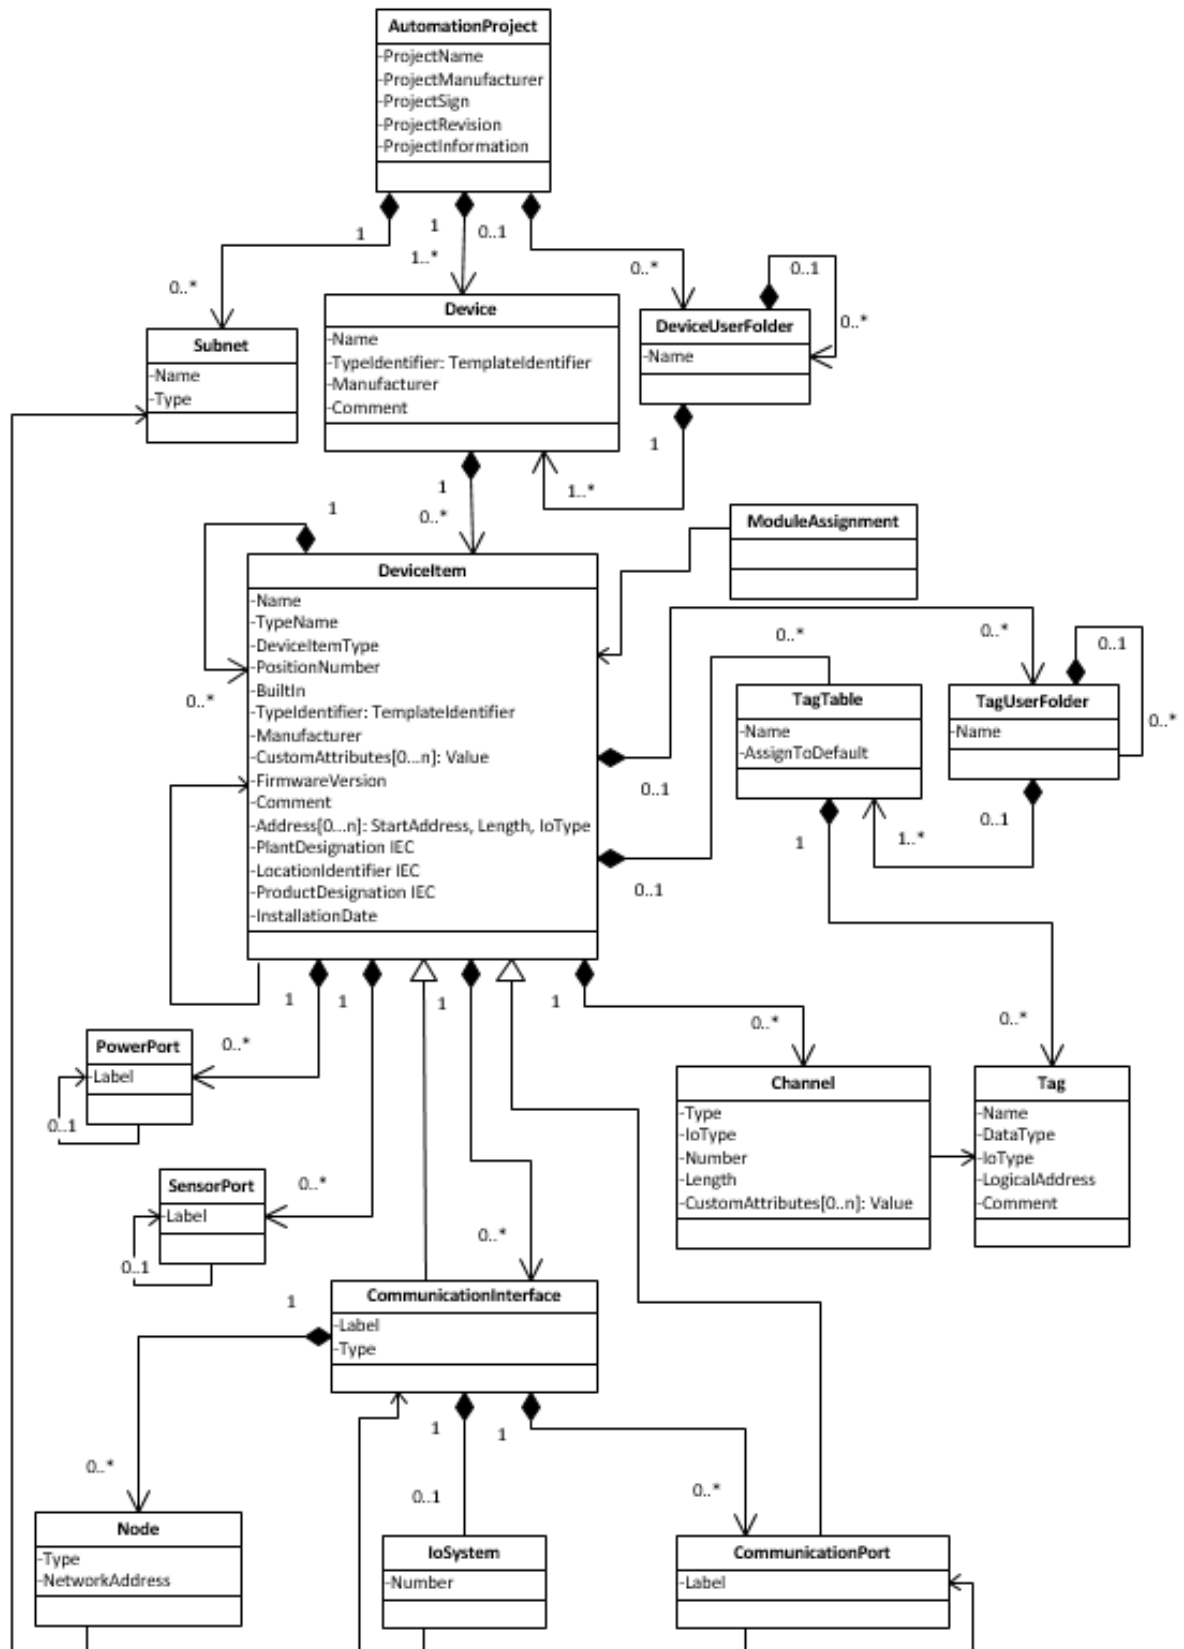 AutomationProject
-ProjectName
-ProjectManufacturer
-ProjectSign
-ProjectRevision
-ProjectInformation
1
1
0..1
1..*
0..*
0..*
0..1
0..*
Subnet
-Name
-Type
Device
-Name
-TypeIdentifier: TemplateIdentifier
-Manufacturer
-Comment
DeviceUserFolder
-Name
1
1..*
1
0..*
1
0..*
ModuleAssignment
DeviceItem
-Name
-TypeName
-DeviceItemType
-PositionNumber
-BuiltIn
-TypeIdentifier: TemplateIdentifier
-Manufacturer
-CustomAttributes[0...n]: Value
-FirmwareVersion
-Comment
-Address[0...n]: StartAddress, Length, IoType
-PlantDesignation IEC
-LocationIdentifier IEC
-ProductDesignation IEC
-InstallationDate
0..*
0..*
0..1
0..*
TagTable
-Name
-AssignToDefault
TagUserFolder
-Name
0..1
0..1
1
1..*
0..1
1
1
1
1
0..*
0..*
0..*
PowerPort
-Label
0..1
Channel
-Type
-IoType
-Number
-Length
-CustomAttributes[0..n]: Value
Tag
-Name
-DataType
-IoType
-LogicalAddress
-Comment
SensorPort
-Label
0..*
0..1
0..*
CommunicationInterface
-Label
-Type
1
1
1
0..*
0..1
0..*
Node
-Type
-NetworkAddress
IoSystem
-Number
CommunicationPort
-Label